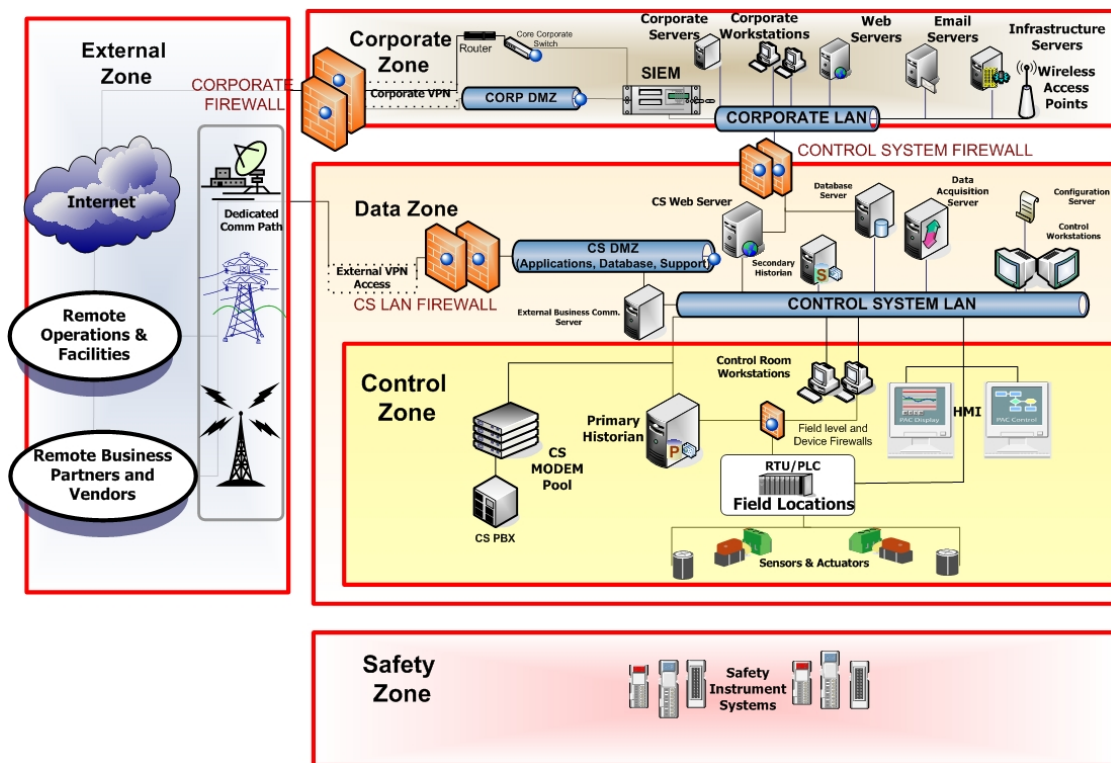 External
Zone
CORPORATE
FIREWALL
Internet
Dedicated
Comm Path
Remote
Operations &
Facilities
Remote Business
Partners and
Vendors
Corporate
Zone
Router
Core Corporate
Switch
Corporate VPN
CORP DMZ
SIEM
Corporate
Servers
Corporate
Workstations
Web
Servers
Email
Servers
Infrastructure
Servers
Wireless
Access
Points
CORPORATE LAN
CONTROL SYSTEM FIREWALL
Data Zone
External VPN
Access
CS LAN FIREWALL
CS DMZ
(Applications, Database, Support)
CS Web Server
Database
Server
Data
Acquisition
Server
Configuration
Server
Control
Workstations
Secondary
Historian
S
External Business Comm.
Server
CONTROL SYSTEM LAN
Control
Zone
CS
MODEM
Pool
CS PBX
Primary
Historian
P
Control Room
Workstations
Field level and
Device Firewalls
PAC Display
HMI
PAC Control
RTU/PLC
Field Locations
Sensors & Actuators
Safety
Zone
Safety
Instrument
Systems